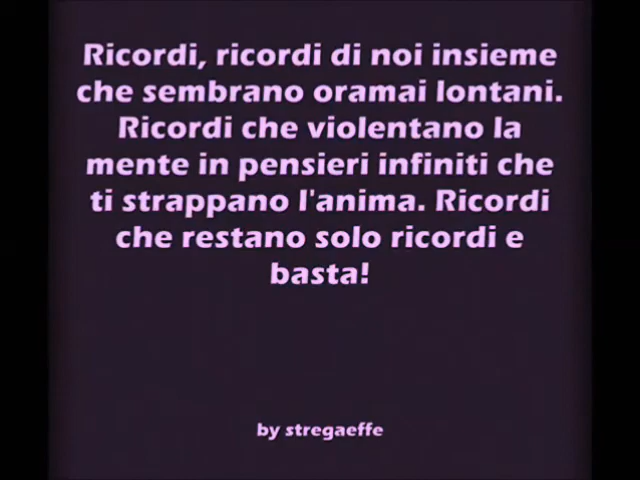 Ricordi, ricordi di noi insieme
che sembrano oramai lontani.
Ricordi che violentano la
mente in pensieri infiniti che
ti strappano l'anima. Ricordi
che restano solo ricordi e
basta!
by stregaeffe